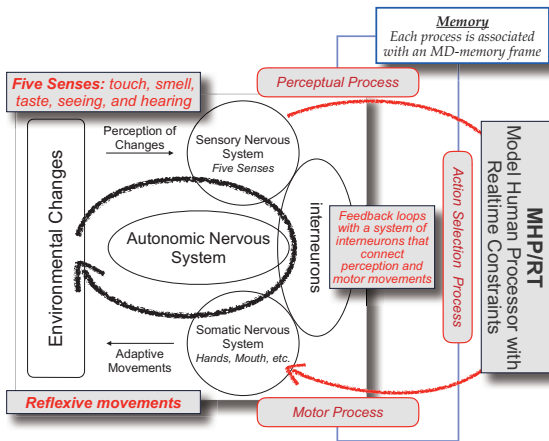 Memory
Each process is associated
with an MD-memory frame
Five Senses: touch, smell,
taste, seeing, and hearing
Perceptual Process
Environmental Changes
Perception of
Changes
Sensory Nervous
System
Five Senses
interneurons
Autonomic Nervous
System
Feedback loops
with a system of
interneurons that
connect
perception and
motor movements
Action Selection Process
MHP/RT
Model Human Processor with
Realtime Constraints
Somatic Nervous
System
Hands, Mouth, etc.
Adaptive
Movements
Reflexive movements
Motor Process